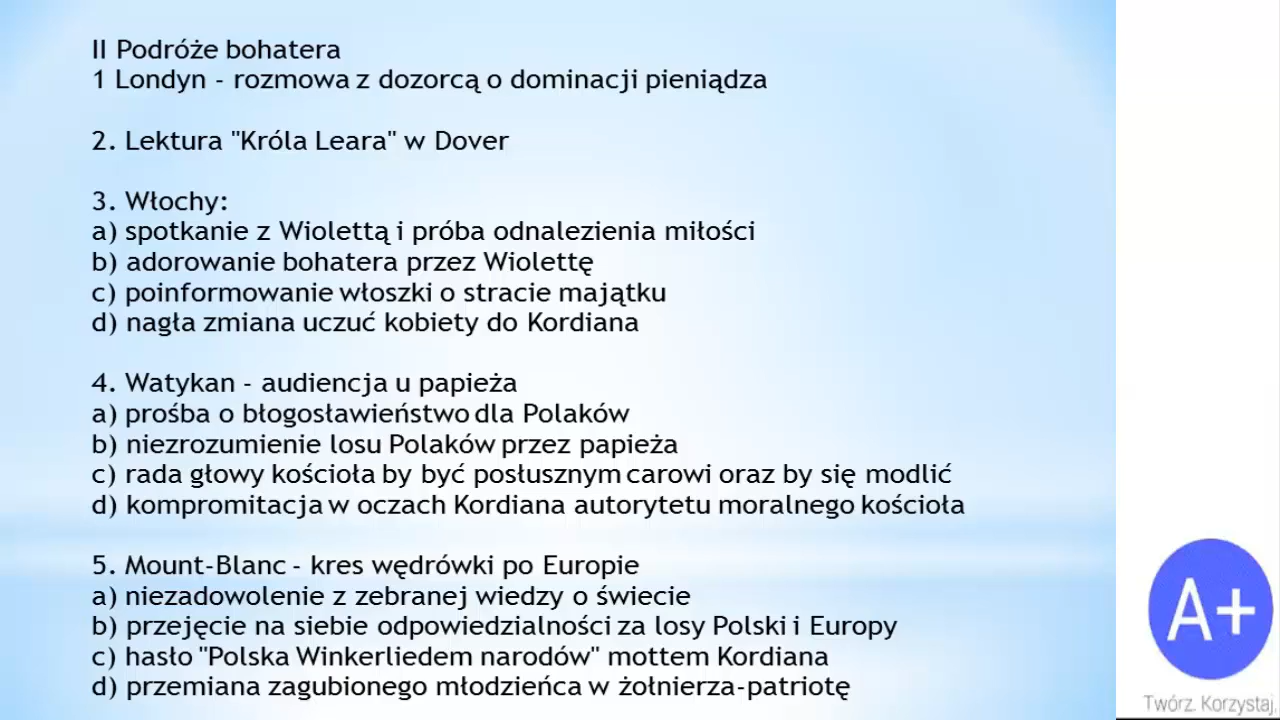 II Podróże bohatera
1 Londyn - rozmowa z dozorcą o dominacji pieniądza
2. Lektura "Króla Leara" w Dover
3. Włochy:
a) spotkanie z Wiolettą i próba odnalezienia miłości
b) adorowanie bohatera przez Wiolettę
c) poinformowanie włoszki o stracie majątku
d) nagła zmiana uczuć kobiety do Kordiana
4. Watykan - audiencja u papieża
a) prośba o błogosławieństwo dla Polaków
b) niezrozumienie losu Polaków przez papieża
c) rada głowy kościoła by być posłusznym carowi oraz by się modlić
d) kompromitacja w oczach Kordiana autorytetu moralnego kościoła
5. Mount-Blanc - kres wędrówki po Europie
a) niezadowolenie z zebranej wiedzy o świecie
b) przejęcie na siebie odpowiedzialności za losy Polski i Europy
c) hasło "Polska Winkerliedem narodów" mottem Kordiana
d) przemiana zagubionego młodzieńca w żołnierza-patriotę
A+
Twórz. Korzystaj.